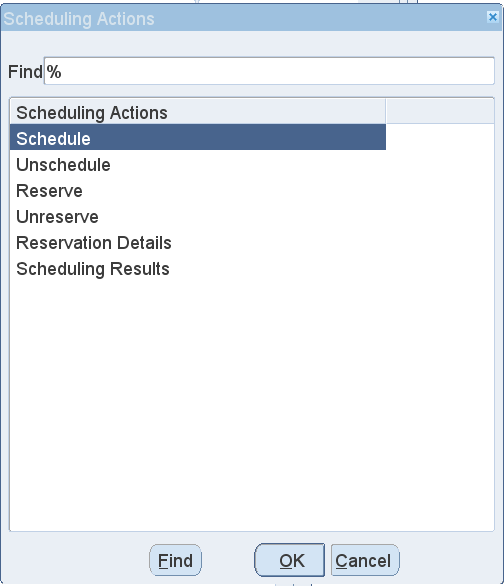 Scheduling Actions
Find %
Scheduling Actions
Schedule
Unschedule
Reserve
Unreserve
Reservation Details
Scheduling Results
Find OK Cancel